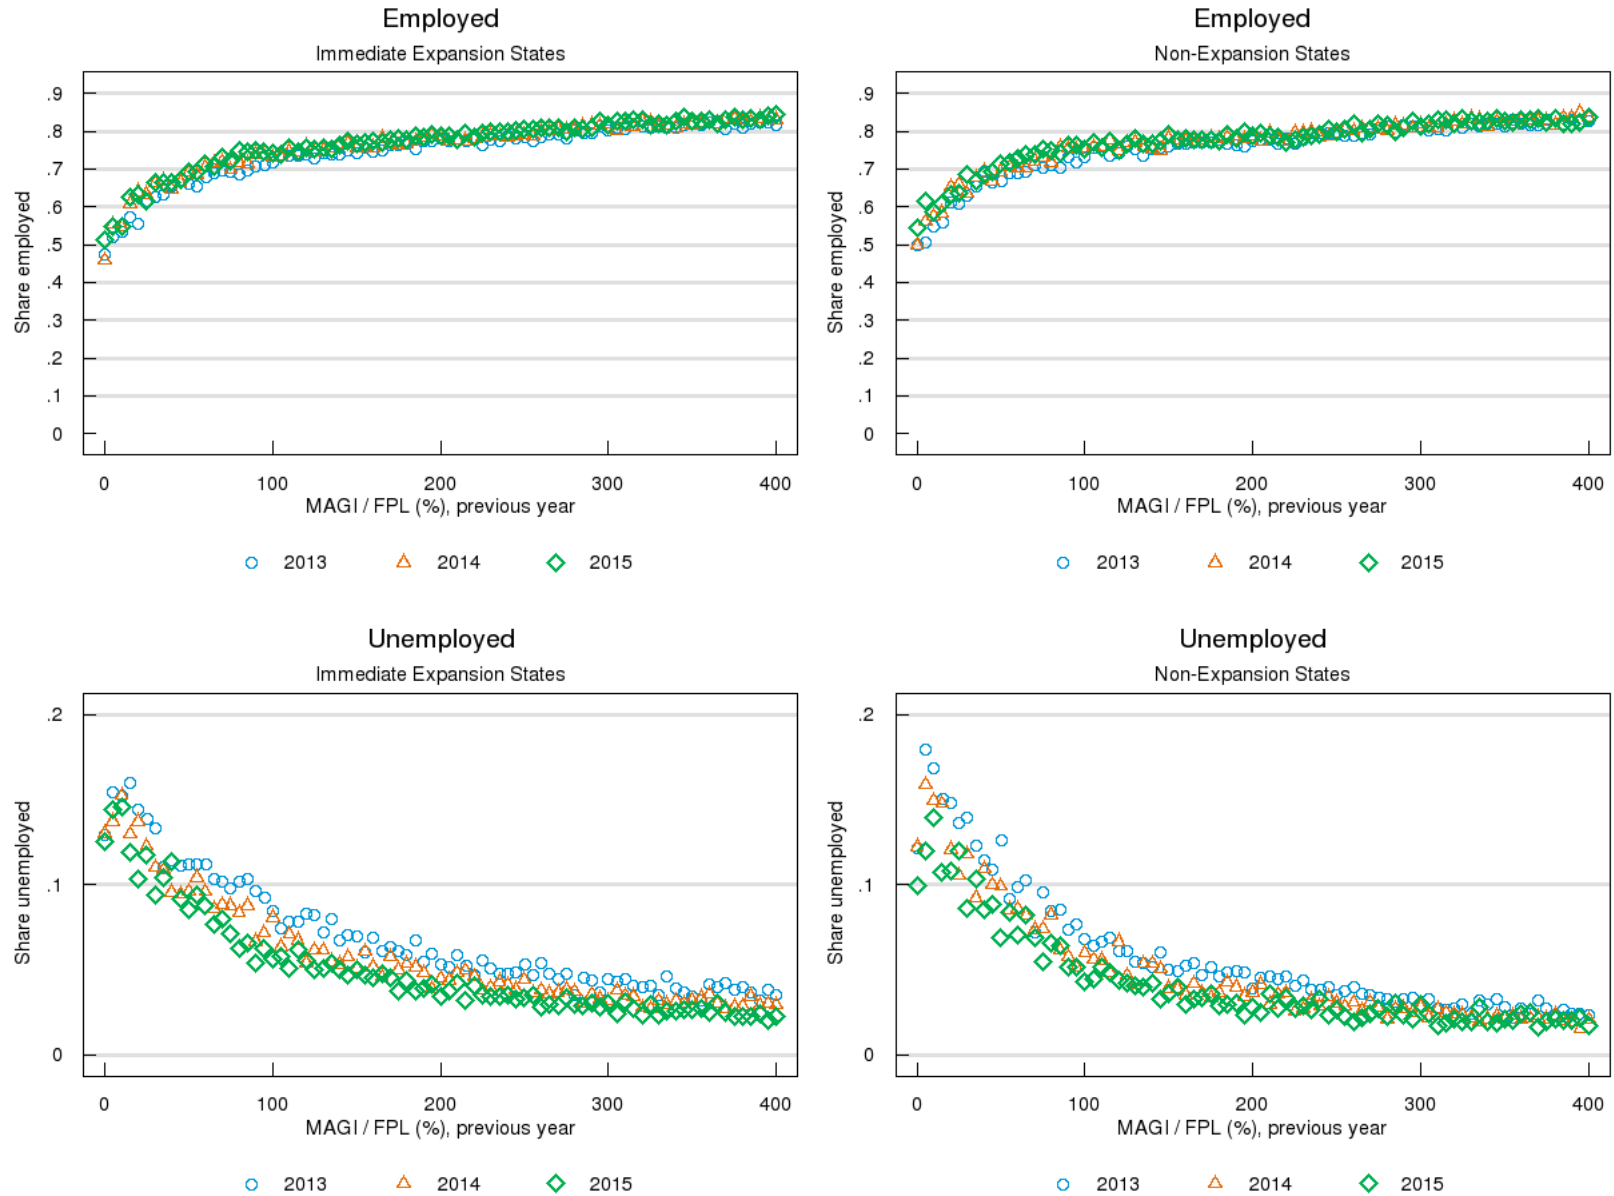 Employed
Immediate Expansion States
.9
.8
.7
.6
.5
.4
.3
.2
.1
0
Share employed
0 100 200 300 400
MAGI / FPL (%), previous year
2013 2014 2015
Employed
Non-Expansion States
.9
.8
.7
.6
.5
.4
.3
.2
.1
0
Share employed
0 100 200 300 400
MAGI / FPL (%), previous year
2013 2014 2015
Unemployed
Immediate Expansion States
.2
.1
0
Share unemployed
0 100 200 300 400
MAGI / FPL (%), previous year
2013 2014 2015
Unemployed
Non-Expansion States
.2
.1
0
Share unemployed
0 100 200 300 400
MAGI / FPL (%), previous year
2013 2014 2015